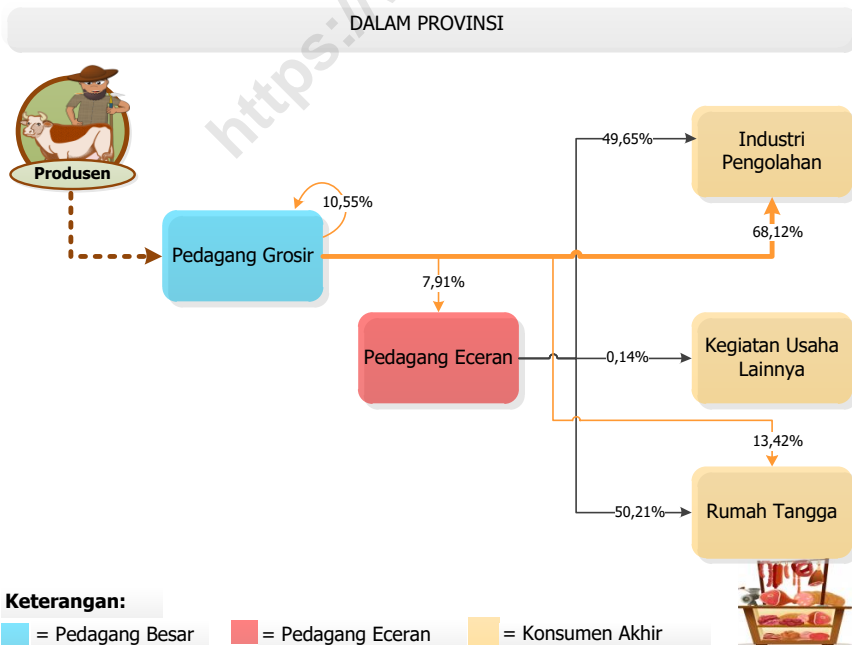 DALAM PROVINSI
https://
Produsen
49,65%
Industri
Pengolahan
10,55%
68,12%
Pedagang Grosir
7,91%
Pedagang Eceran
0,14%
Kegiatan Usaha
Lainnya
13,42%
50,21%
Rumah Tangga
Keterangan:
= Pedagang Besar
= Pedagang Eceran
= Konsumen Akhir